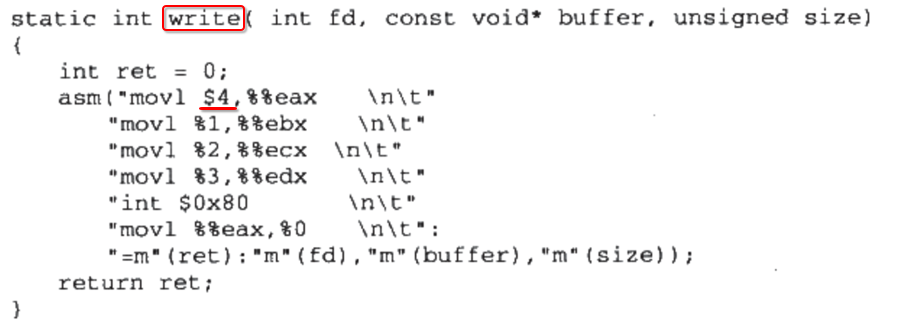 static int write( int fd, const void* buffer, unsigned size)
{
    int ret = 0;
    asm("movl $4,%%eax    \n\t"
        "movl %1,%%ebx    \n\t"
        "movl %2,%%ecx  \n\t"
        "movl %3,%%edx    \n\t"
        "int $0x80        \n\t"
        "movl %%eax,%0    \n\t":
        "=m"(ret):"m"(fd),"m"(buffer),"m"(size));
    return ret;
}